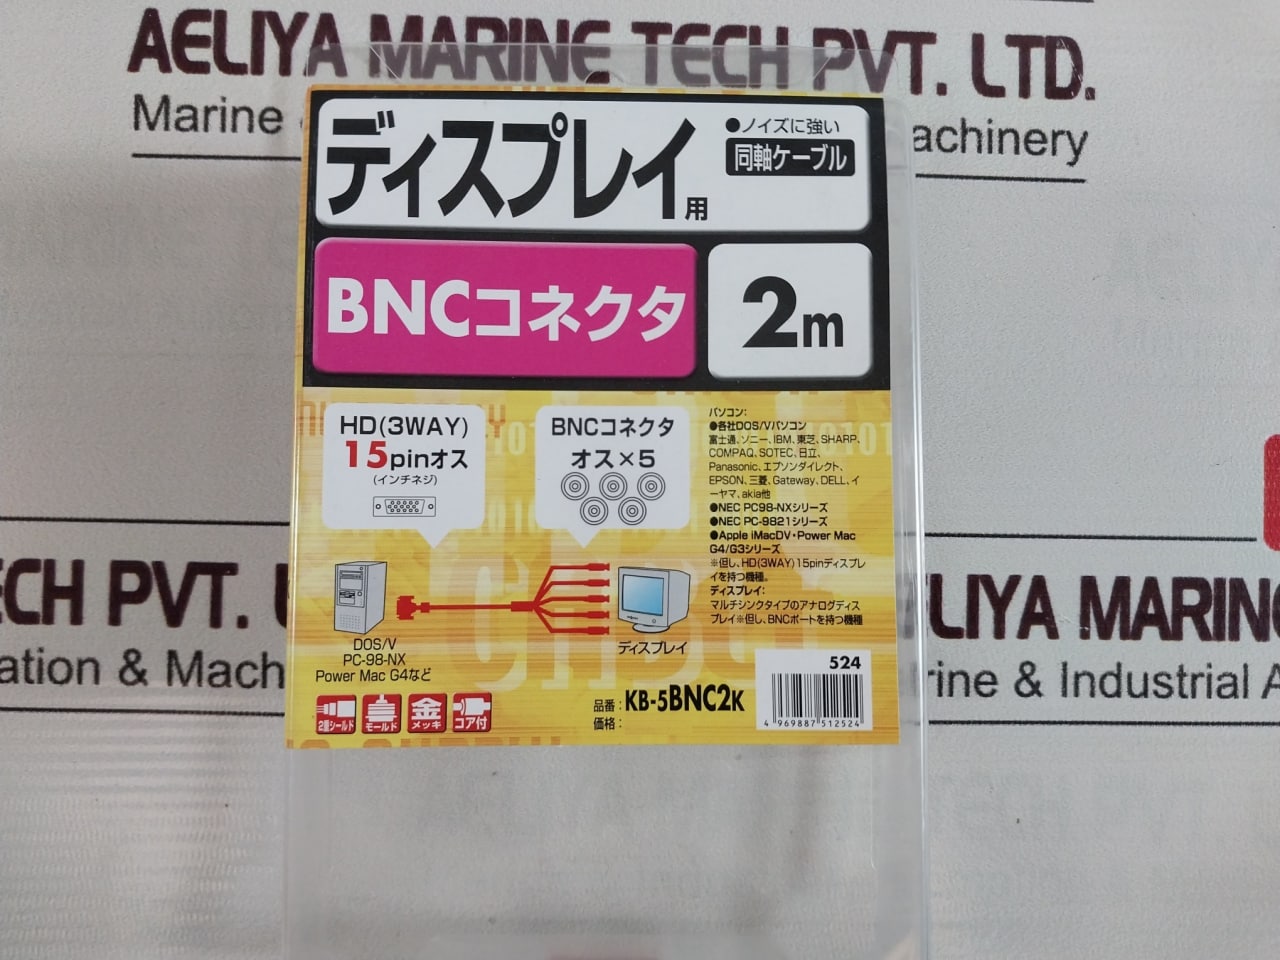 AELIYA MARINE TECH PVT. LTD.
Marine
achinery
ディスプレイ用
●ノイズに強い
同軸ケーブル
BNCコネクタ
2m
HD(3WAY)
15pinオス
(インチネジ)
BNCコネクタ
オス×5
パソコン:
●各社DOS/Vパソコン
富士通、ソニー、IBM、東芝、SHARP、
COMPAQ、SOTEC、日立、
Panasonic、エプソンダイレクト、
EPSON、三菱、Gateway、DELL、イ
ーヤマ、akia他
●NEC PC98-NXシリーズ
●NEC PC-9821シリーズ
●Apple iMacDV・Power Mac
G4/G3シリーズ
※但し、HD(3WAY)15pinディスプレ
イを持つ機種。
ディスプレイ:
マルチシンクタイプのアナログディス
プレイ※但し、BNCポートを持つ機種
DOS/V
PC-98-NX
Power Mac G4など
ディスプレイ
2重シールド
モールド
金メッキ
コア付
品番:KB-5BNC2K
価格:
524
4 969887 512524
ECH PVT. L
ation & Mach
ELIYA MARIN
rine & Industrial A